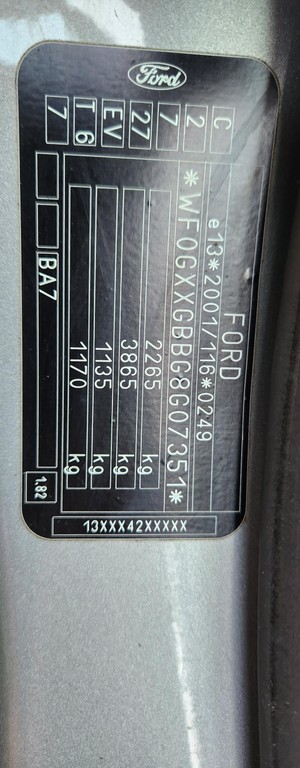 Ford
FORD
e13*2001/116*0249
*WF0GXXGBBG8G07351*
2265 kg
3865 kg
1135 kg
1170 kg
BA7
C
2
7
27
EV
T 6
7
1.82
13XXX42XXXXX